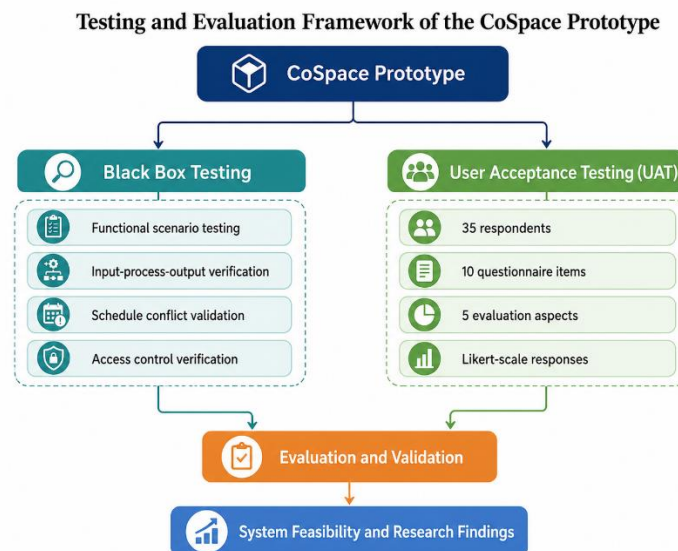 Testing and Evaluation Framework of the CoSpace Prototype
CoSpace Prototype
Black Box Testing
Functional scenario testing
Input-process-output verification
Schedule conflict validation
Access control verification
User Acceptance Testing (UAT)
35 respondents
10 questionnaire items
5 evaluation aspects
Likert-scale responses
Evaluation and Validation
System Feasibility and Research Findings